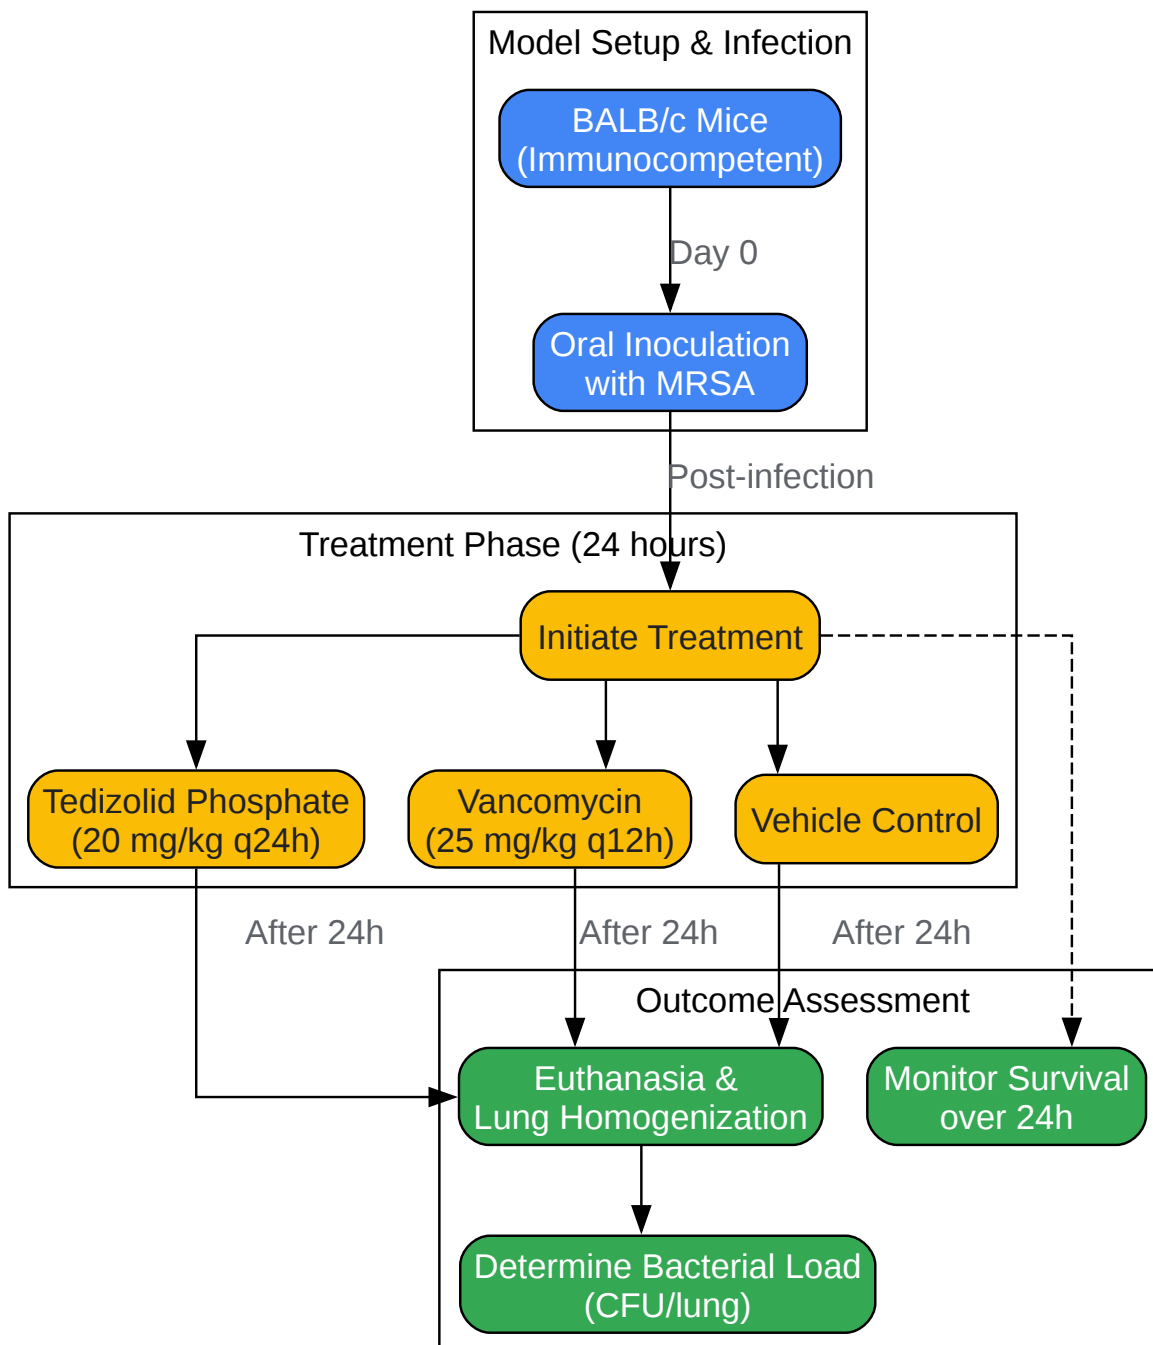 Model Setup & Infection
BALB/c Mice
(Immunocompetent)
Day 0
Oral Inoculation
with MRSA
Post-infection
Treatment Phase (24 hours)
Initiate Treatment
Tedizolid Phosphate
(20 mg/kg q24h)
Vancomycin
(25 mg/kg q12h)
Vehicle Control
After 24h
After 24h
After 24h
Outcome Assessment
Euthanasia &
Lung Homogenization
Monitor Survival
over 24h
Determine Bacterial Load
(CFU/lung)